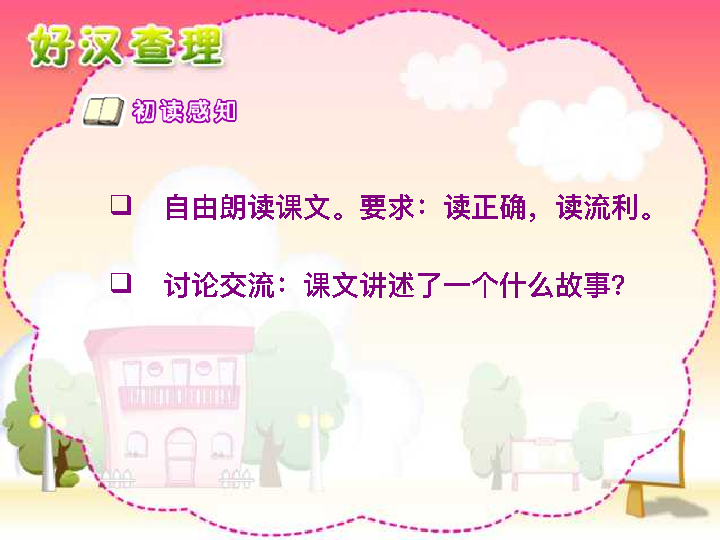 好汉查理
初读感知
❑ 自由朗读课文。要求：读正确，读流利。
❑ 讨论交流：课文讲述了一个什么故事?